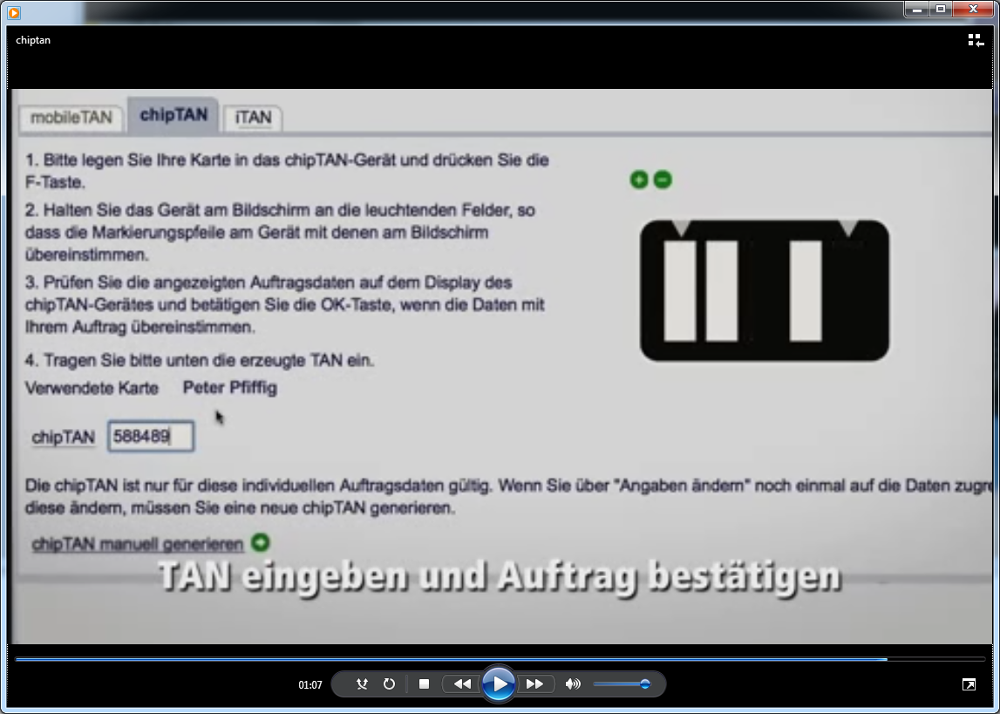 chiptan
mobileTAN chipTAN iTAN
1. Bitte legen Sie Ihre Karte in das chipTAN-Gerät und drücken Sie die
F-Taste.
2. Halten Sie das Gerät am Bildschirm an die leuchtenden Felder, so
dass die Markierungspfeile am Gerät mit denen am Bildschirm
übereinstimmen.
3. Prüfen Sie die angezeigten Auftragsdaten auf dem Display des
chipTAN-Gerätes und betätigen Sie die OK-Taste, wenn die Daten mit
Ihrem Auftrag übereinstimmen.
4. Tragen Sie bitte unten die erzeugte TAN ein.
Verwendete Karte Peter Pfiffig
chipTAN 588489
Die chipTAN ist nur für diese individuellen Auftragsdaten gültig. Wenn Sie über "Angaben ändern" noch einmal auf die Daten zugre
diese ändern, müssen Sie eine neue chipTAN generieren.
chipTAN manuell generieren
TAN eingeben und Auftrag bestätigen
01:07